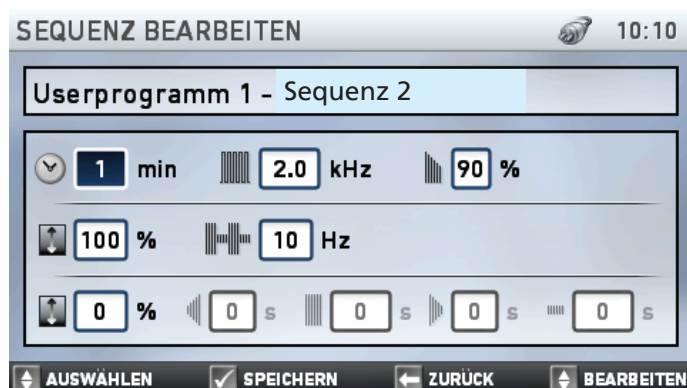 SEQUENZ BEARBEITEN 10:10
Userprogramm 1 - Sequenz 2
1 min 2.0 kHz 90 %
100 % 10 Hz
0 % 0 s 0 s 0 s 0 s
AUSWÄHLEN SPEICHERN ZURÜCK BEARBEITEN